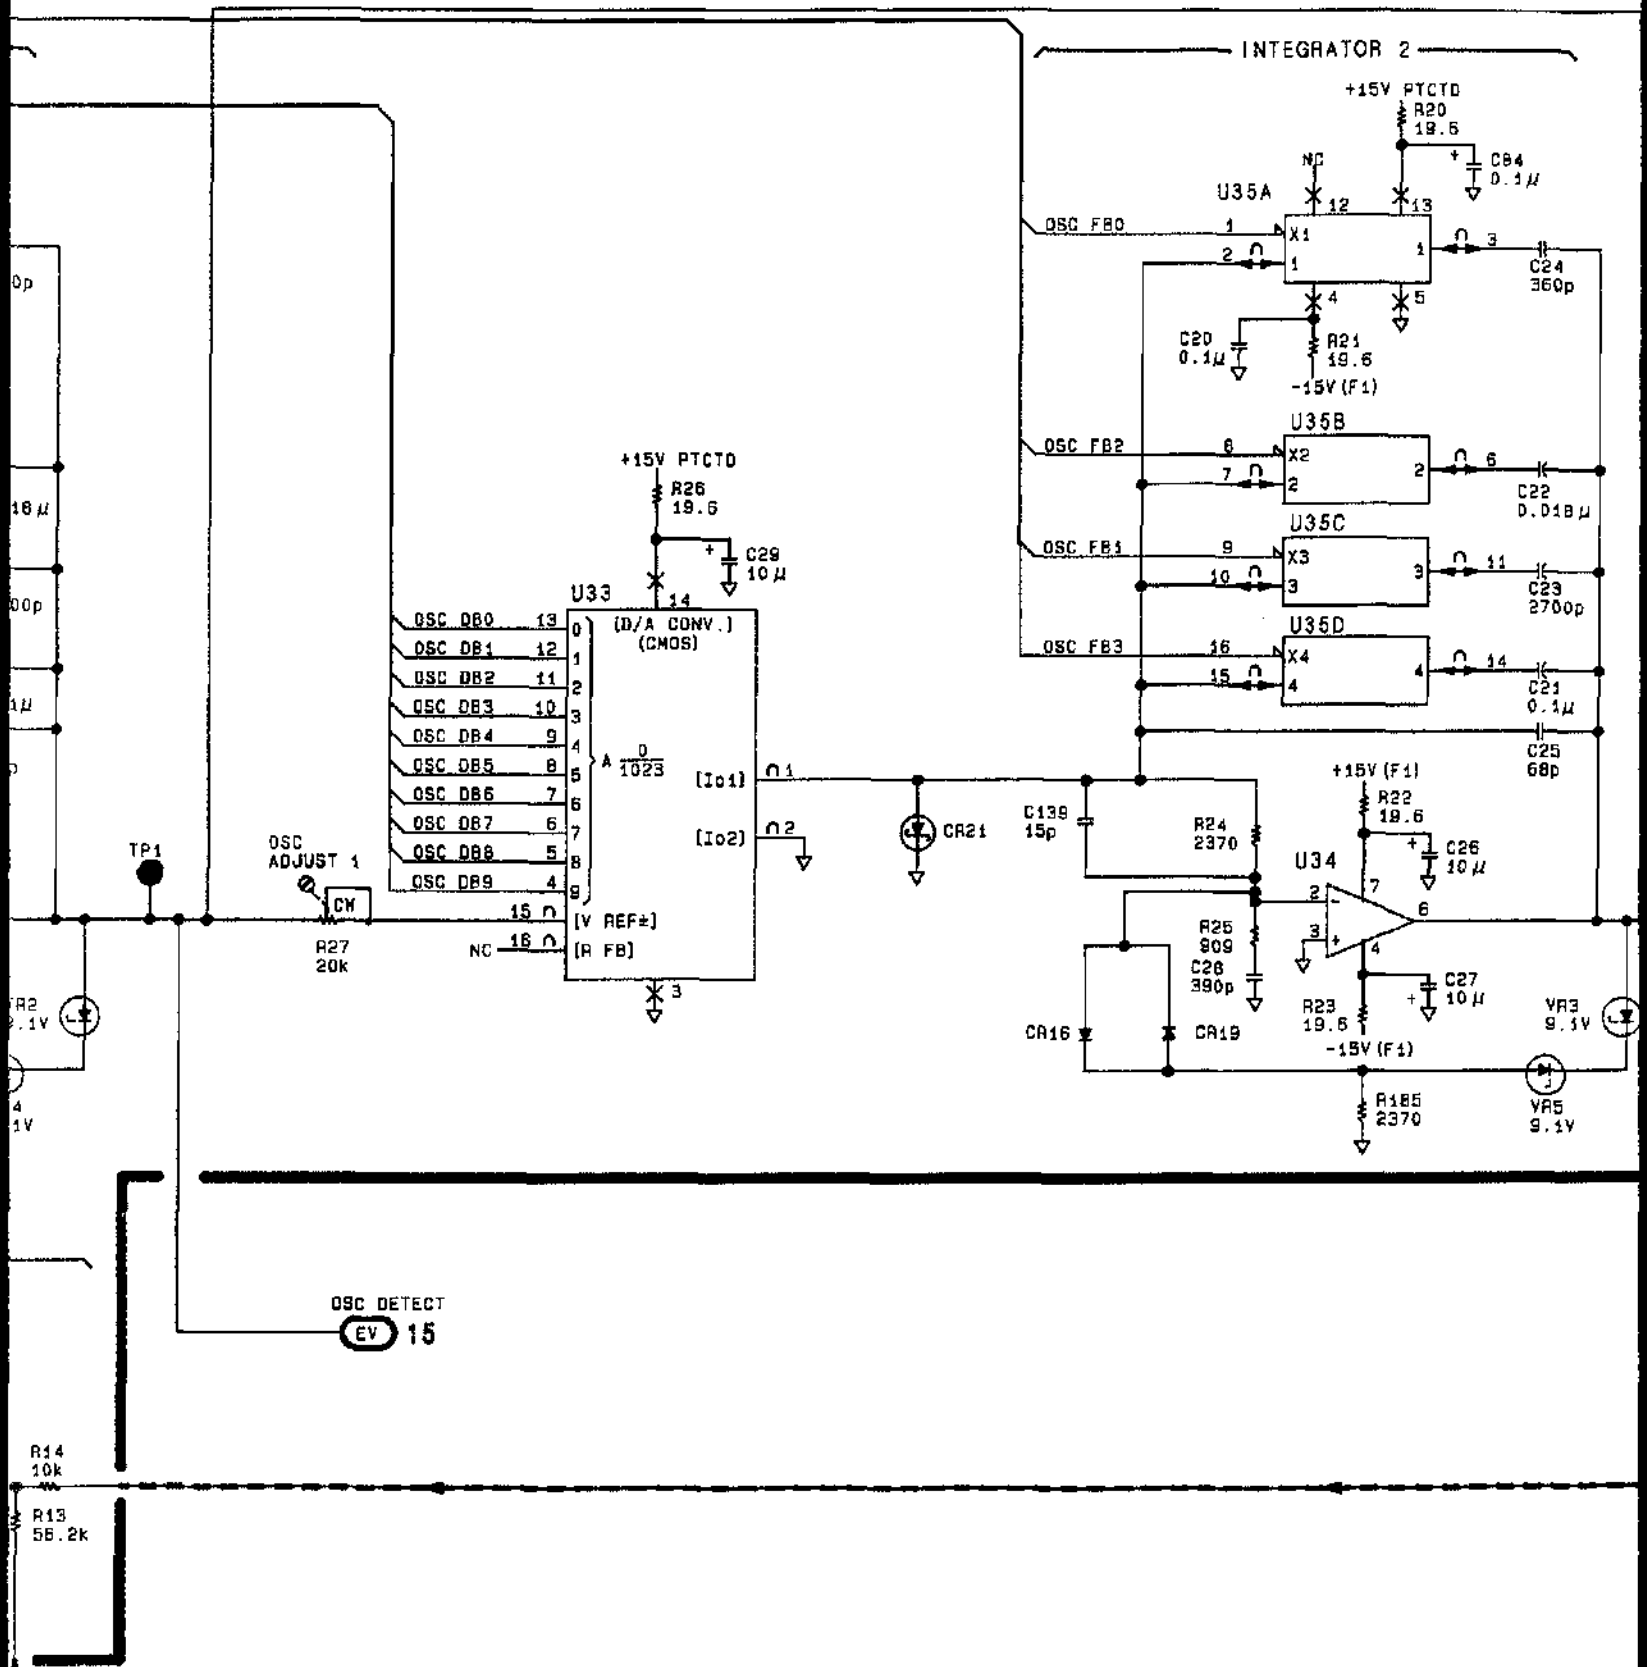 INTEGRATOR 2
+15V PTCTD
R20
19.6
NC
C84
0.1µ
U35A
12
13
OSC FB0
1
X1
2
1
1
3
C24
360p
0p
4
5
C20
0.1µ
R21
19.6
-15V (F1)
U35B
OSC FB2
8
X2
7
2
2
6
C22
0.018µ
+15V PTCTD
R26
19.6
18µ
U35C
OSC FB1
9
X3
10
3
3
11
C23
2700p
C29
10µ
U33
14
00p
(D/A CONV.)
(CMOS)
U35D
OSC FB3
16
X4
15
4
4
14
C21
0.1µ
OSC DB0 13 0
OSC DB1 12 1
OSC DB2 11 2
OSC DB3 10 3
OSC DB4 9 4
OSC DB5 8 5
OSC DB6 7 6
OSC DB7 6 7
OSC DB8 5 8
OSC DB9 4 9
1µ
A D
1023
C25
68p
[Io1] 1
[Io2] 2
CR21
C139
15p
R24
2370
+15V (F1)
R22
19.6
C26
10µ
U34
7
2
-
3
+
6
4
TP1
OSC
ADJUST 1
CW
R27
20k
15 [V REF±]
NC 16 [R FB]
3
R25
909
C28
390p
C27
10µ
R23
19.6
-15V (F1)
CR16
CR19
VR3
9.1V
VR5
9.1V
R185
2370
4
1V
OSC DETECT
EV 15
R14
10k
R13
56.2k